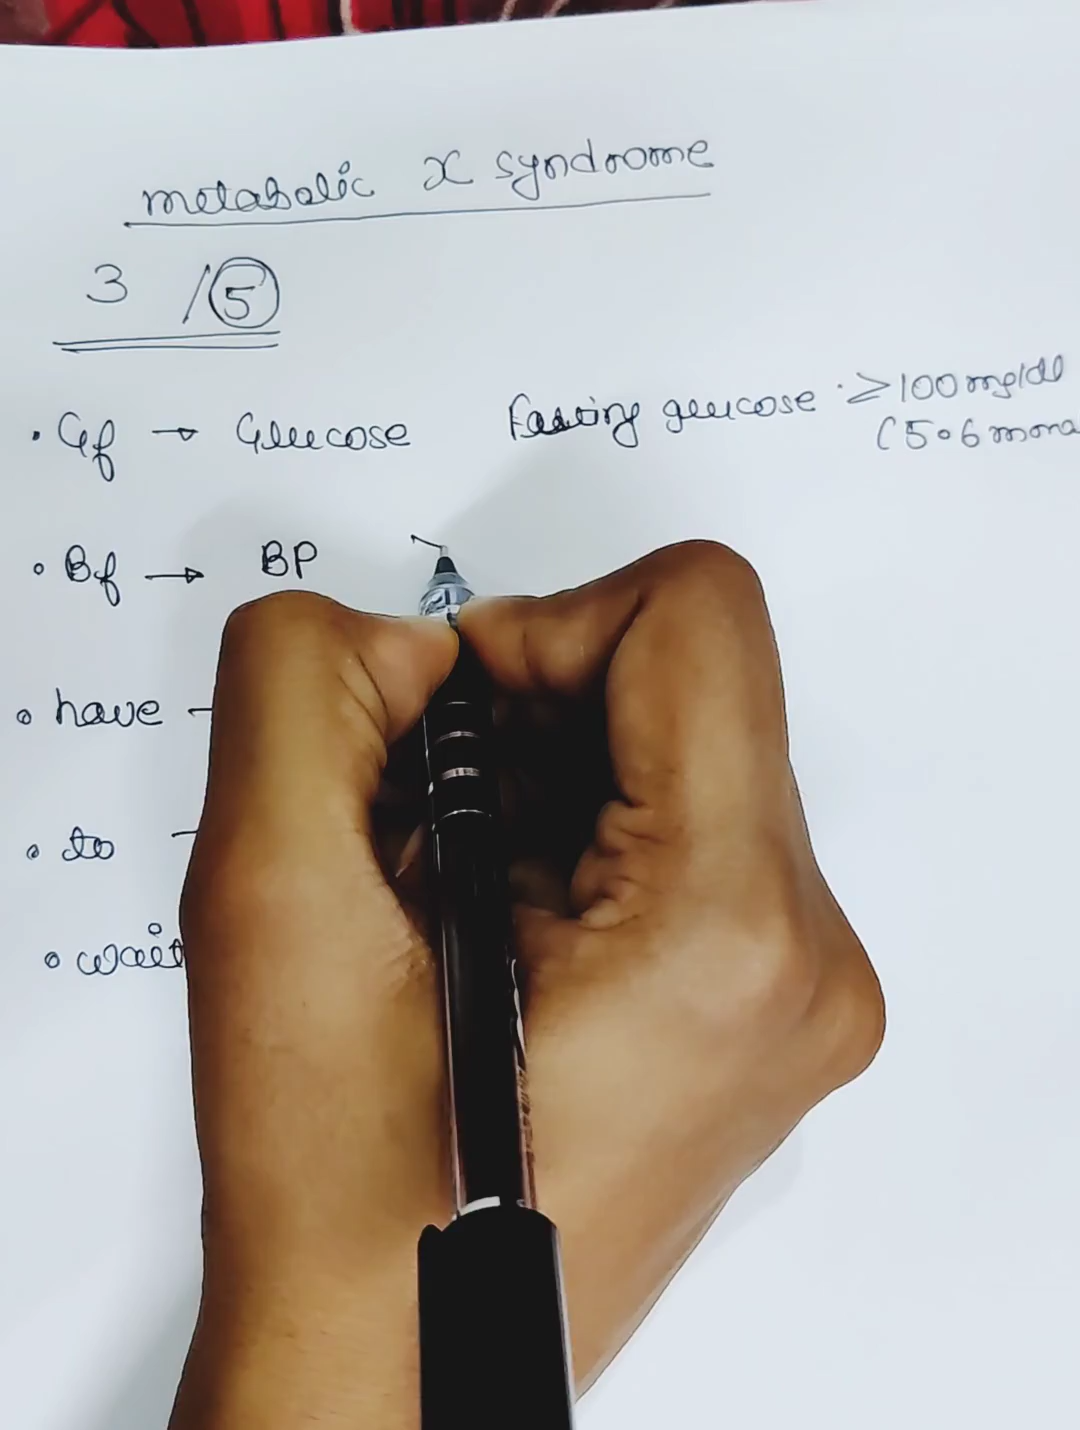 metabolic X syndrome
3 /5
• Gf → Glucose Fasting glucose ≥100 mg/dl
(5.6 mmo
• Bf → BP
• have
• to
• wait